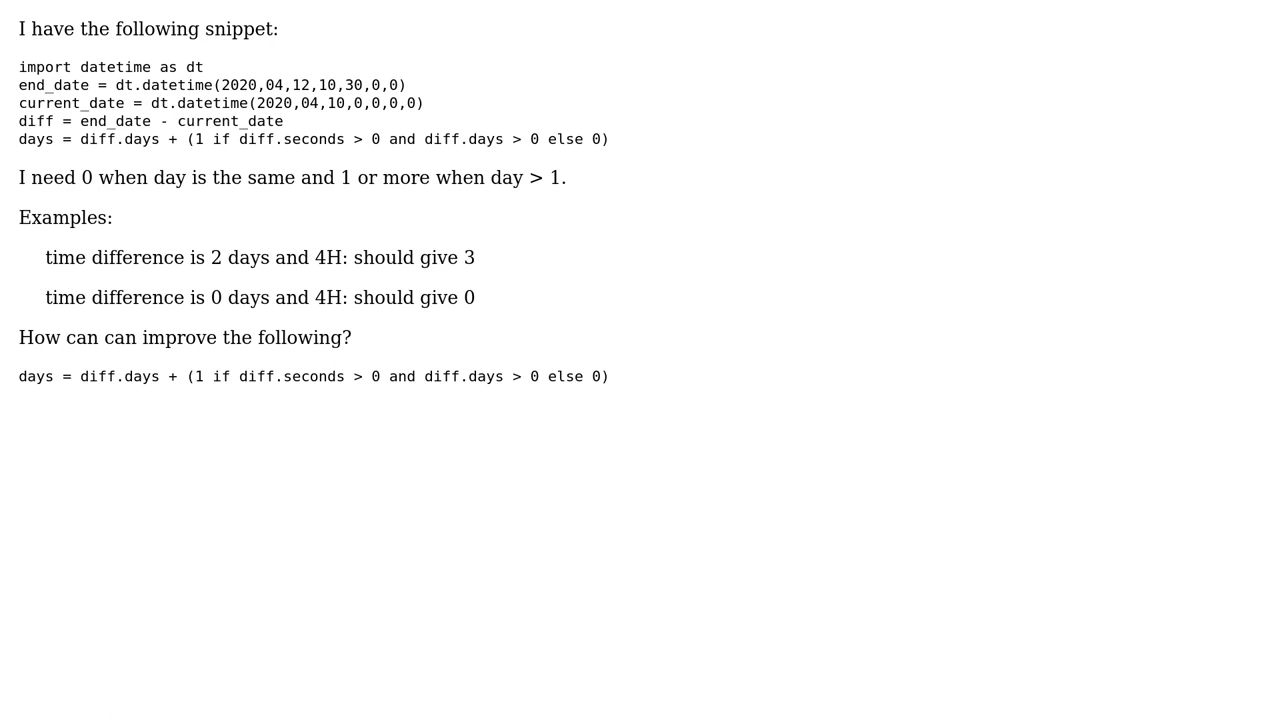 I have the following snippet:
import datetime as dt
end_date = dt.datetime(2020,04,12,10,30,0,0)
current_date = dt.datetime(2020,04,10,0,0,0,0)
diff = end_date - current_date
days = diff.days + (1 if diff.seconds > 0 and diff.days > 0 else 0)
I need 0 when day is the same and 1 or more when day > 1.
Examples:
time difference is 2 days and 4H: should give 3
time difference is 0 days and 4H: should give 0
How can can improve the following?
days = diff.days + (1 if diff.seconds > 0 and diff.days > 0 else 0)